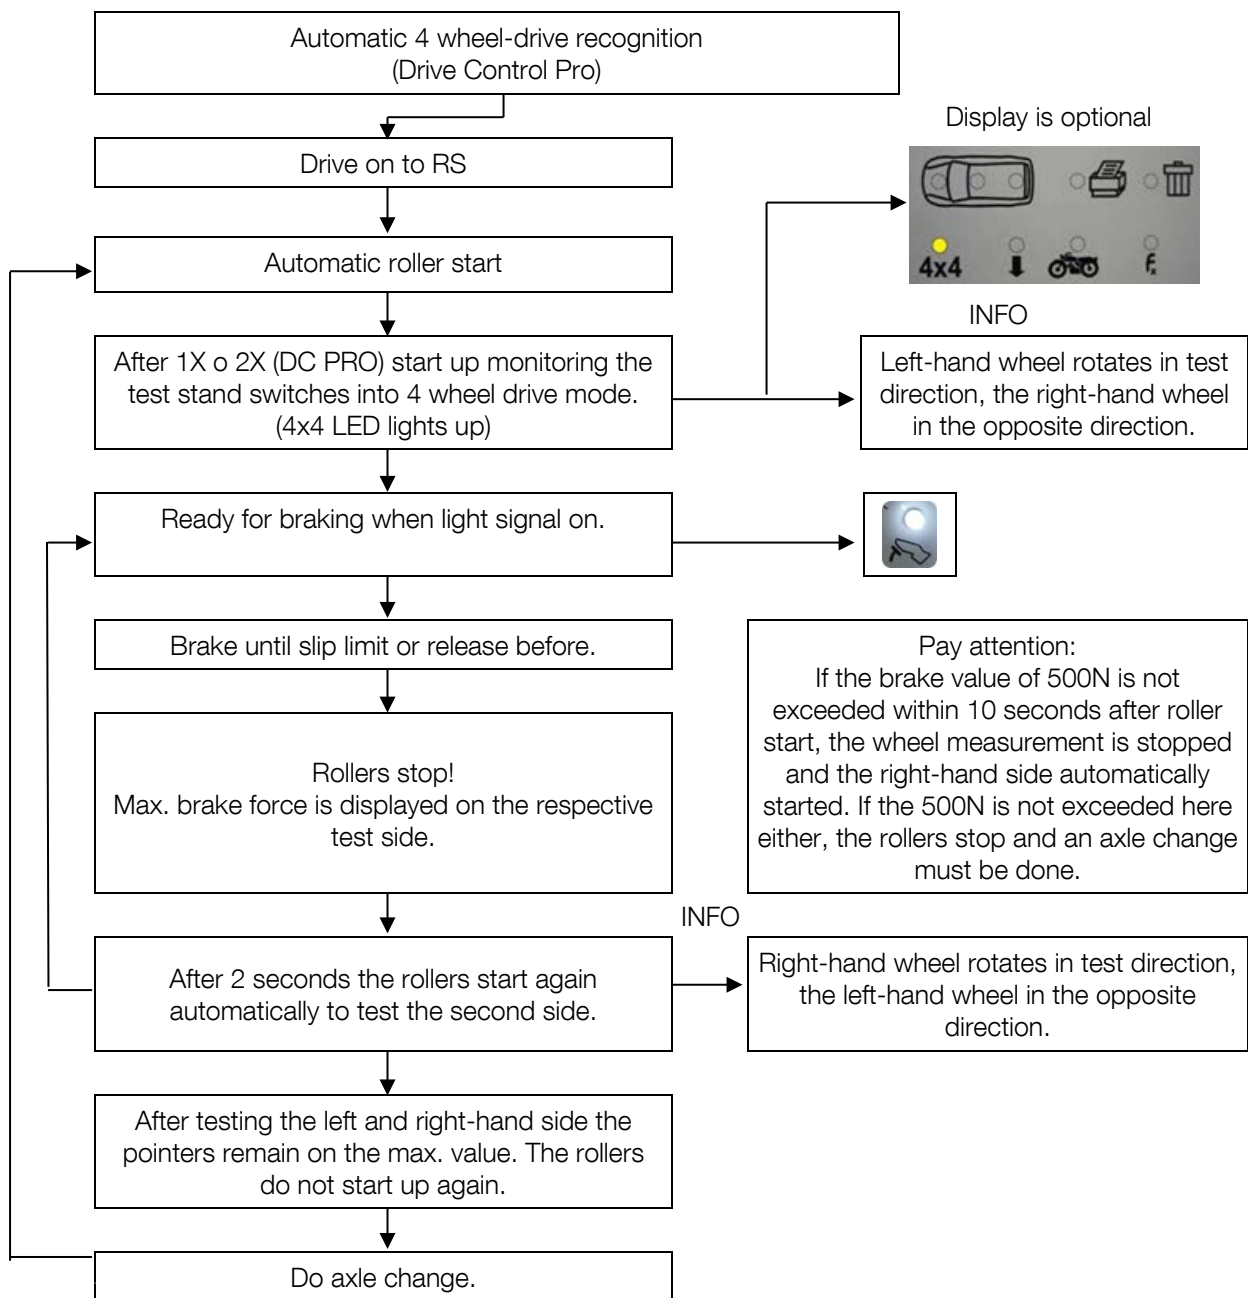 Automatic 4 wheel-drive recognition
(Drive Control Pro)
Display is optional
Drive on to RS
Automatic roller start
4x4
INFO
After 1X o 2X (DC PRO) start up monitoring the
test stand switches into 4 wheel drive mode.
(4x4 LED lights up)
Left-hand wheel rotates in test
direction, the right-hand wheel
in the opposite direction.
Ready for braking when light signal on.
Brake until slip limit or release before.
Pay attention:
If the brake value of 500N is not
exceeded within 10 seconds after roller
start, the wheel measurement is stopped
and the right-hand side automatically
started. If the 500N is not exceeded here
either, the rollers stop and an axle change
must be done.
Rollers stop!
Max. brake force is displayed on the respective
test side.
INFO
After 2 seconds the rollers start again
automatically to test the second side.
Right-hand wheel rotates in test direction,
the left-hand wheel in the opposite
direction.
After testing the left and right-hand side the
pointers remain on the max. value. The rollers
do not start up again.
Do axle change.